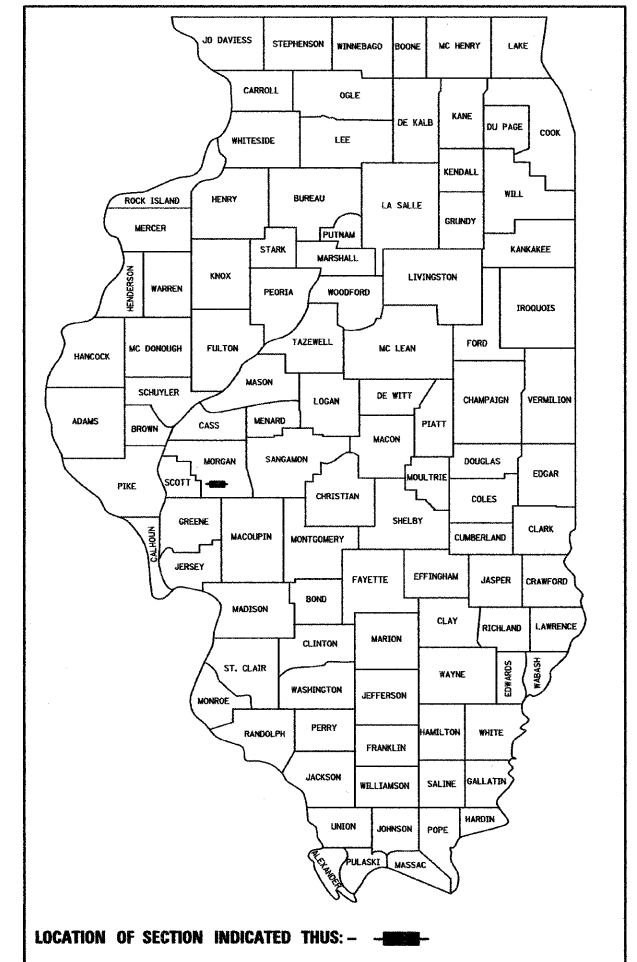 JO DAVIESS
STEPHENSON
WINNEBAGO
BOONE
MC HENRY
LAKE
CARROLL
OGLE
DE KALB
KANE
DU PAGE
COOK
WHITESIDE
LEE
KENDALL
WILL
ROCK ISLAND
HENRY
BUREAU
LA SALLE
GRUNDY
MERCER
PUTNAM
STARK
MARSHALL
KANKAKEE
HENDERSON
WARREN
KNOX
PEORIA
WOODFORD
LIVINGSTON
IROQUOIS
HANCOCK
MC DONOUGH
FULTON
TAZEWELL
MC LEAN
FORD
SCHUYLER
MASON
LOGAN
DE WITT
CHAMPAIGN
VERMILION
ADAMS
BROWN
CASS
MENARD
MACON
PIATT
PIKE
SCOTT
MORGAN
SANGAMON
CHRISTIAN
MOULTRIE
DOUGLAS
EDGAR
COLES
CALHOUN
GREENE
MACOUPIN
MONTGOMERY
SHELBY
CUMBERLAND
CLARK
JERSEY
FAYETTE
EFFINGHAM
JASPER
CRAWFORD
MADISON
BOND
CLAY
RICHLAND
LAWRENCE
CLINTON
MARION
ST. CLAIR
WAYNE
EDWARDS
WABASH
WASHINGTON
JEFFERSON
MONROE
RANDOLPH
PERRY
HAMILTON
WHITE
FRANKLIN
JACKSON
WILLIAMSON
SALINE
GALLATIN
UNION
JOHNSON
POPE
HARDIN
ALEXANDER
PULASKI
MASSAC
LOCATION OF SECTION INDICATED THUS: -